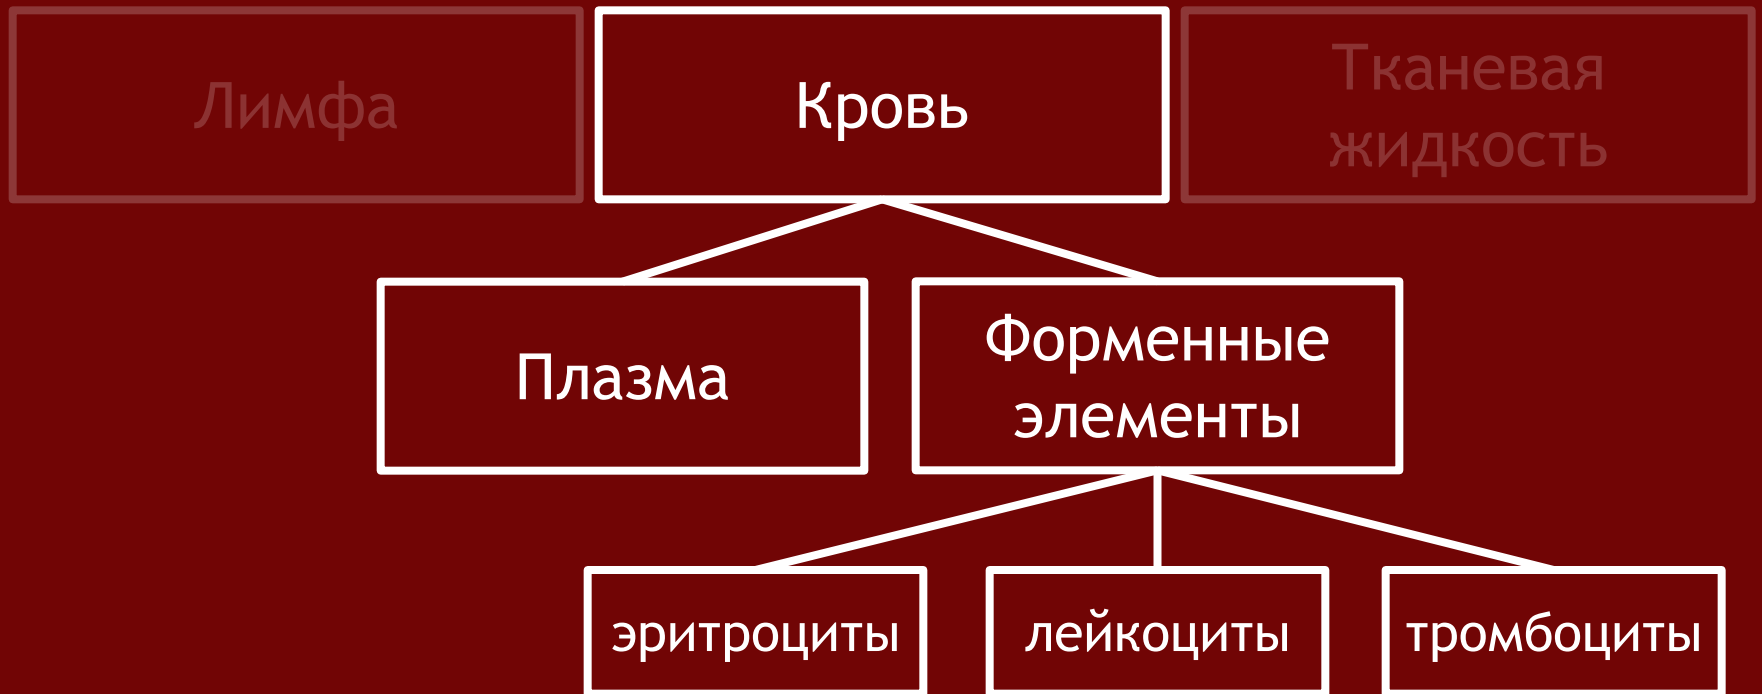 Лимфа
Кровь
Тканевая
жидкость
Плазма
Форменные
элементы
эритроциты
лейкоциты
тромбоциты